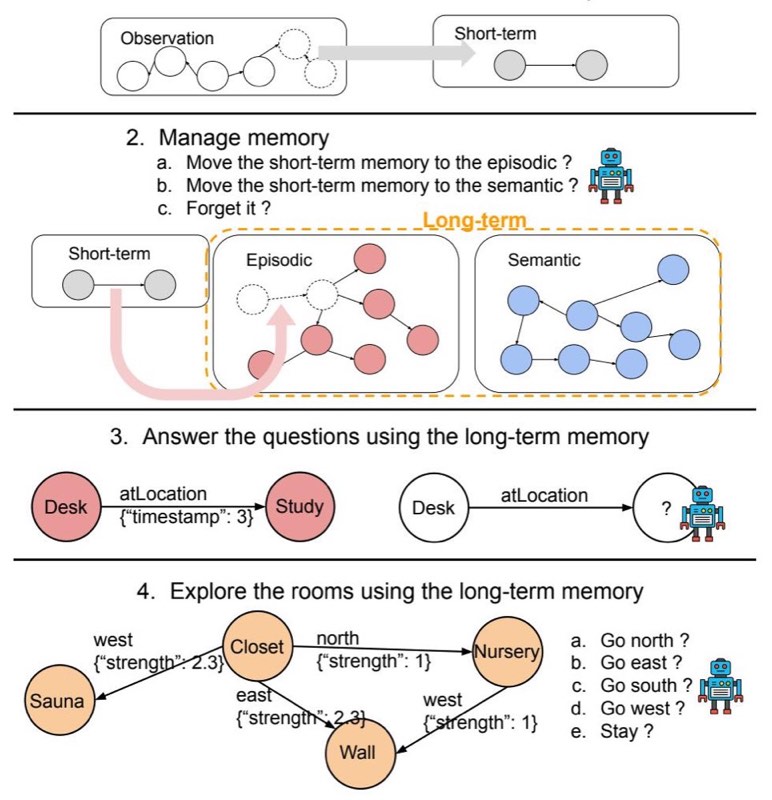 Observation
Short-term
2. Manage memory
a. Move the short-term memory to the episodic ?
b. Move the short-term memory to the semantic ?
c. Forget it ?
Long-term
Short-term
Episodic
Semantic
3. Answer the questions using the long-term memory
Desk
atLocation
{“timestamp”: 3}
Study
Desk
atLocation
?
4. Explore the rooms using the long-term memory
west
{“strength”: 2.3}
Closet
north
{“strength”: 1}
Nursery
Sauna
east
{“strength”: 2.3}
west
{“strength”: 1}
Wall
a. Go north ?
b. Go east ?
c. Go south ?
d. Go west ?
e. Stay ?